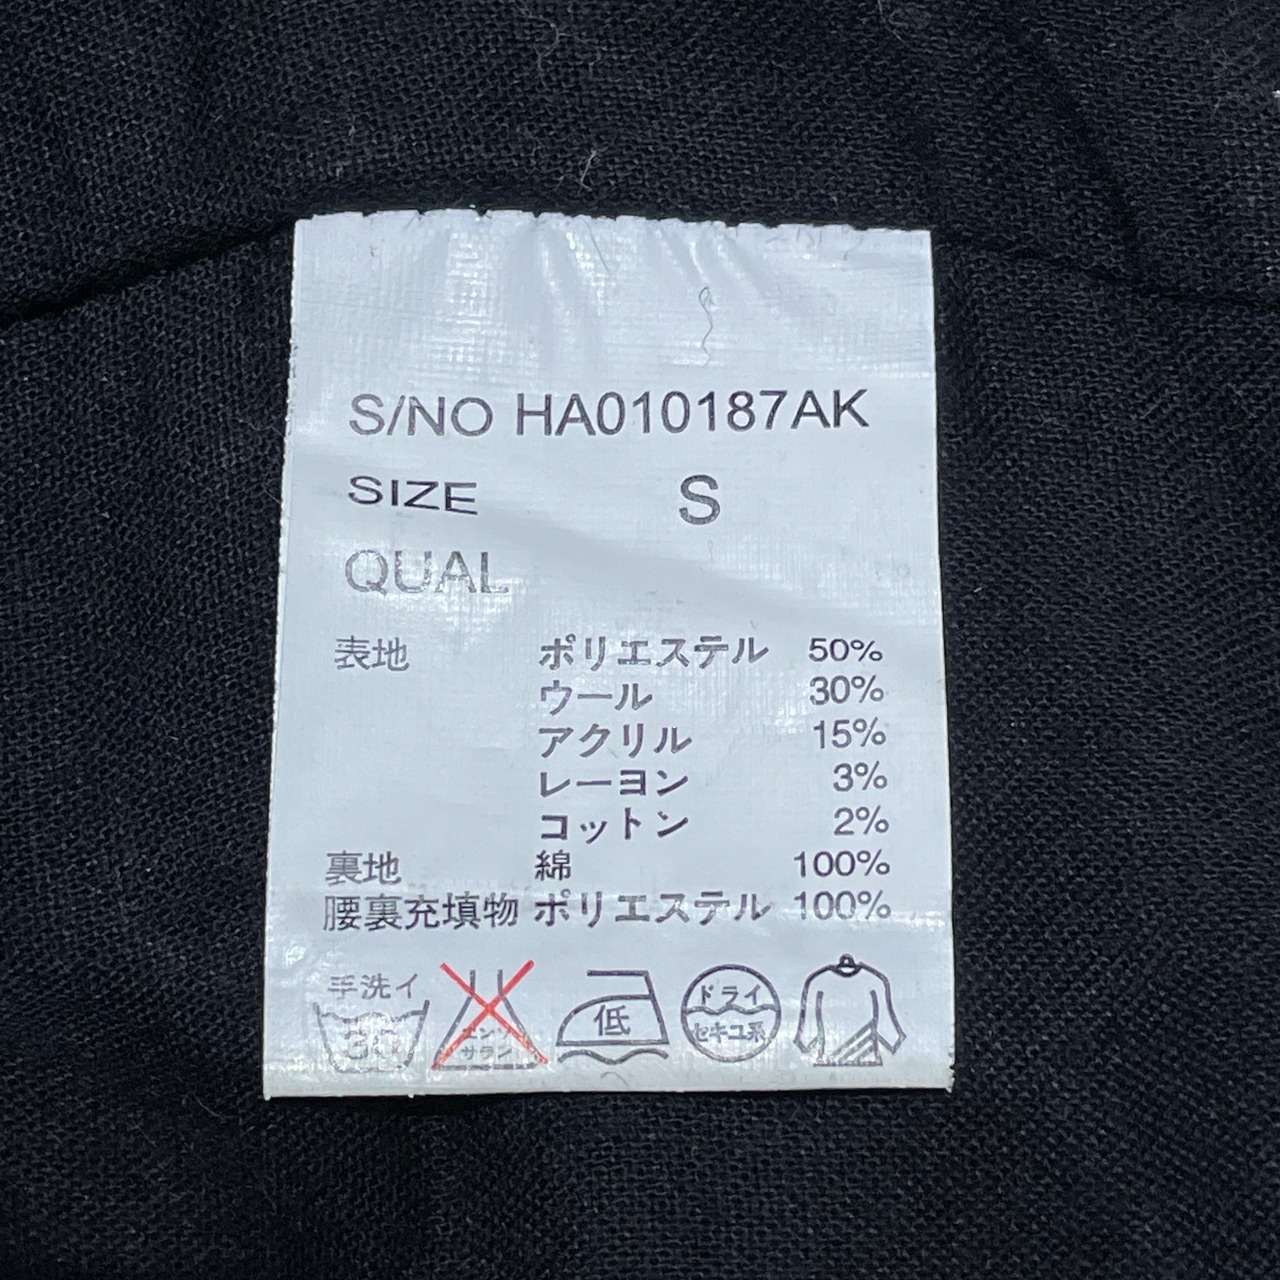 S/NO HA010187AK
SIZE S
QUAL
表地 ポリエステル 50%
ウール 30%
アクリル 15%
レーヨン 3%
コットン 2%
裏地 綿 100%
腰裏充填物 ポリエステル 100%
手洗イ
30
エンソ
サラシ
低
ドライ
セキユ系